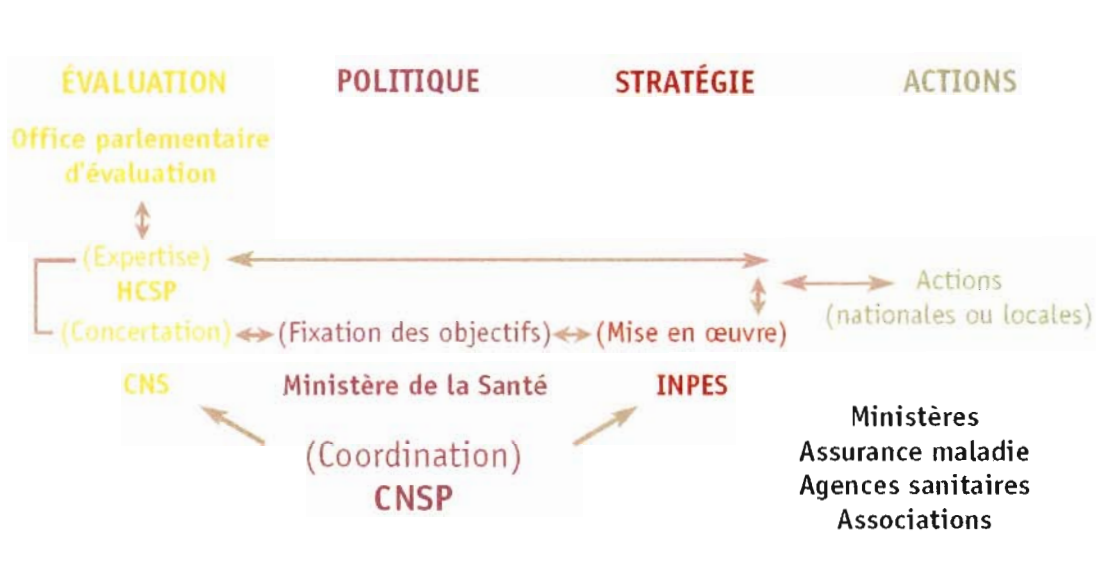 ÉVALUATION POLITIQUE STRATÉGIE ACTIONS
Office parlementaire
d'évaluation
(Expertise)
HCSP
Actions
(nationales ou locales)
(Concertation) (Fixation des objectifs) (Mise en œuvre)
CNS Ministère de la Santé INPES
(Coordination)
CNSP
Ministères
Assurance maladie
Agences sanitaires
Associations